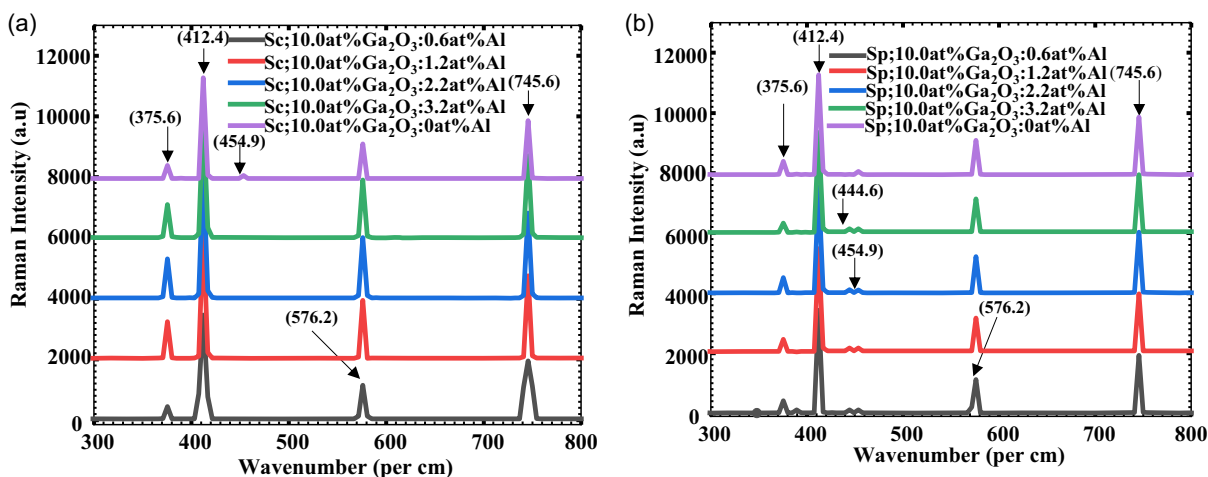 (a)
Raman Intensity (a.u)
12000
10000
8000
6000
4000
2000
0
(412.4)
Sc;10.0at%Ga₂O₃:0.6at%Al
Sc;10.0at%Ga₂O₃:1.2at%Al
Sc;10.0at%Ga₂O₃:2.2at%Al
Sc;10.0at%Ga₂O₃:3.2at%Al
Sc;10.0at%Ga₂O₃:0at%Al
(745.6)
(375.6)
(454.9)
(576.2)
300 400 500 600 700 800
Wavenumber (per cm)
(b)
Raman Intensity (a.u)
12000
10000
8000
6000
4000
2000
0
(412.4)
Sp;10.0at%Ga₂O₃:0.6at%Al
Sp;10.0at%Ga₂O₃:1.2at%Al
Sp;10.0at%Ga₂O₃:2.2at%Al
Sp;10.0at%Ga₂O₃:3.2at%Al
Sp;10.0at%Ga₂O₃:0at%Al
(745.6)
(375.6)
(444.6)
(454.9)
(576.2)
300 400 500 600 700 800
Wavenumber (per cm)